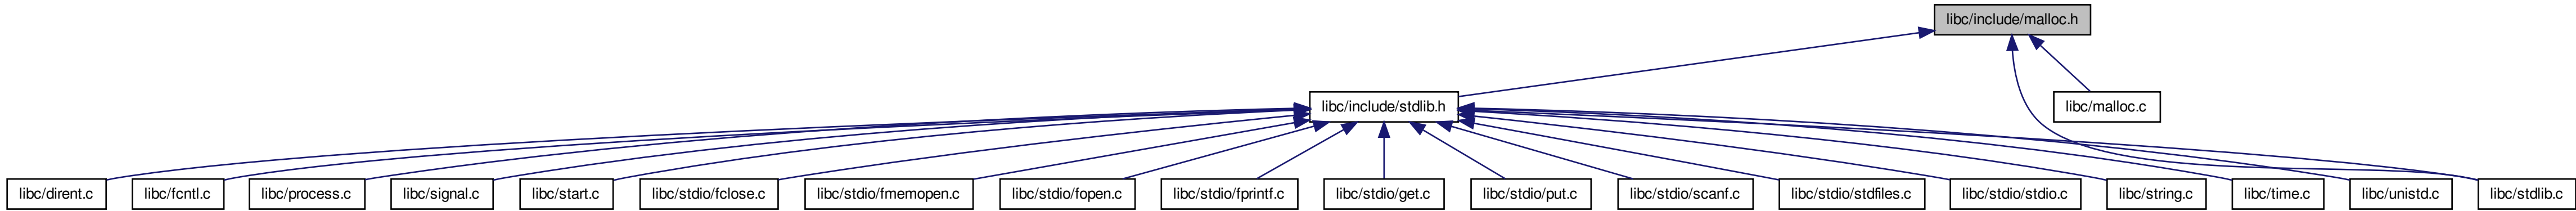 libc/include/malloc.h
libc/include/stdlib.h
libc/malloc.c
libc/dirent.c
libc/fcntl.c
libc/process.c
libc/signal.c
libc/start.c
libc/stdio/fclose.c
libc/stdio/fmemopen.c
libc/stdio/fopen.c
libc/stdio/fprintf.c
libc/stdio/get.c
libc/stdio/put.c
libc/stdio/scanf.c
libc/stdio/stdfiles.c
libc/stdio/stdio.c
libc/string.c
libc/time.c
libc/unistd.c
libc/stdlib.c